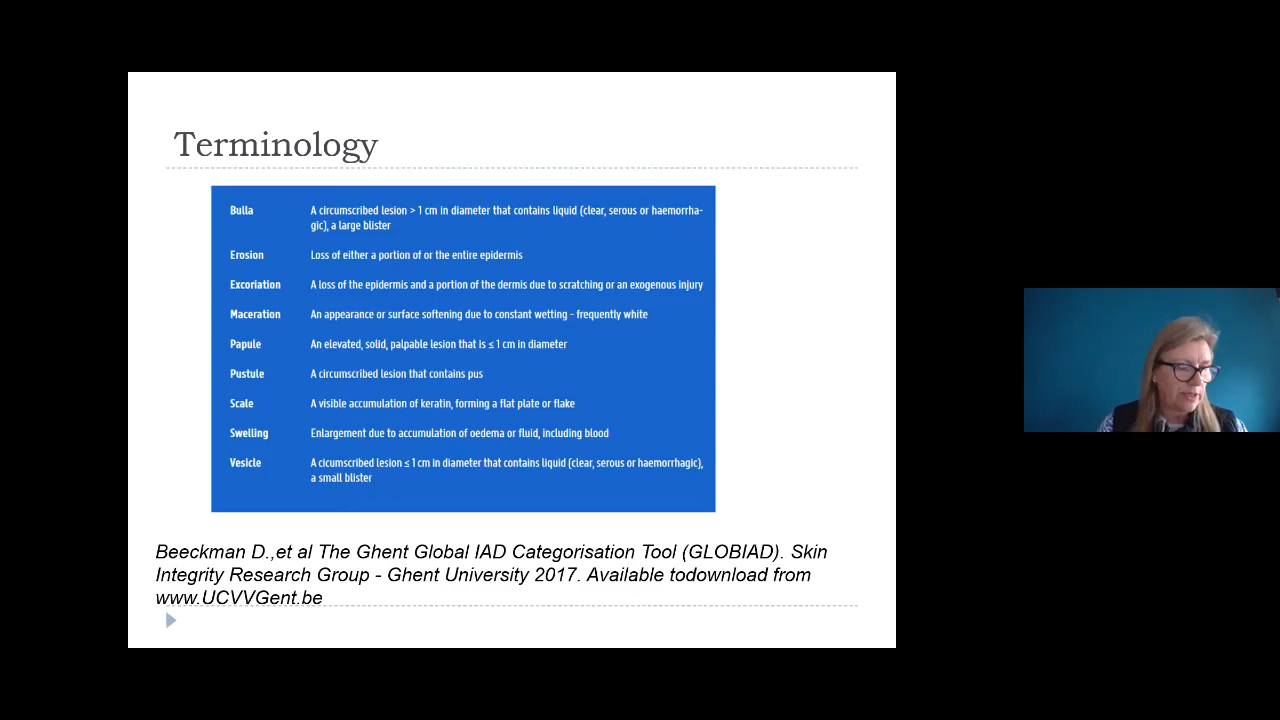 Terminology
Bulla A circumscribed lesion > 1 cm in diameter that contains liquid (clear, serous or haemorrha-
gic), a large blister
Erosion Loss of either a portion of or the entire epidermis
Excoriation A loss of the epidermis and a portion of the dermis due to scratching or an exogenous injury
Maceration An appearance or surface softening due to constant wetting - frequently white
Papule An elevated, solid, palpable lesion that is ≤ 1 cm in diameter
Pustule A circumscribed lesion that contains pus
Scale A visible accumulation of keratin, forming a flat plate or flake
Swelling Enlargement due to accumulation of oedema or fluid, including blood
Vesicle A cicumscribed lesion ≤ 1 cm in diameter that contains liquid (clear, serous or haemorrhagic),
a small blister
Beeckman D.,et al The Ghent Global IAD Categorisation Tool (GLOBIAD). Skin
Integrity Research Group - Ghent University 2017. Available todownload from
www.UCVVGent.be